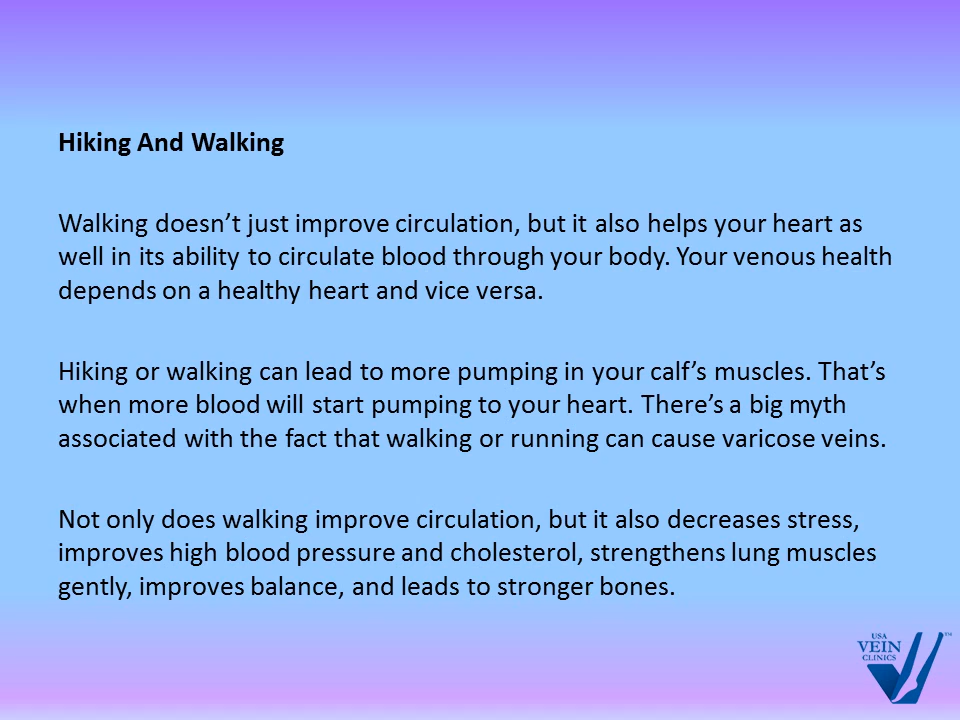 Hiking And Walking
Walking doesn’t just improve circulation, but it also helps your heart as
well in its ability to circulate blood through your body. Your venous health
depends on a healthy heart and vice versa.
Hiking or walking can lead to more pumping in your calf’s muscles. That’s
when more blood will start pumping to your heart. There’s a big myth
associated with the fact that walking or running can cause varicose veins.
Not only does walking improve circulation, but it also decreases stress,
improves high blood pressure and cholesterol, strengthens lung muscles
gently, improves balance, and leads to stronger bones.
USA
VEIN
CLINICS